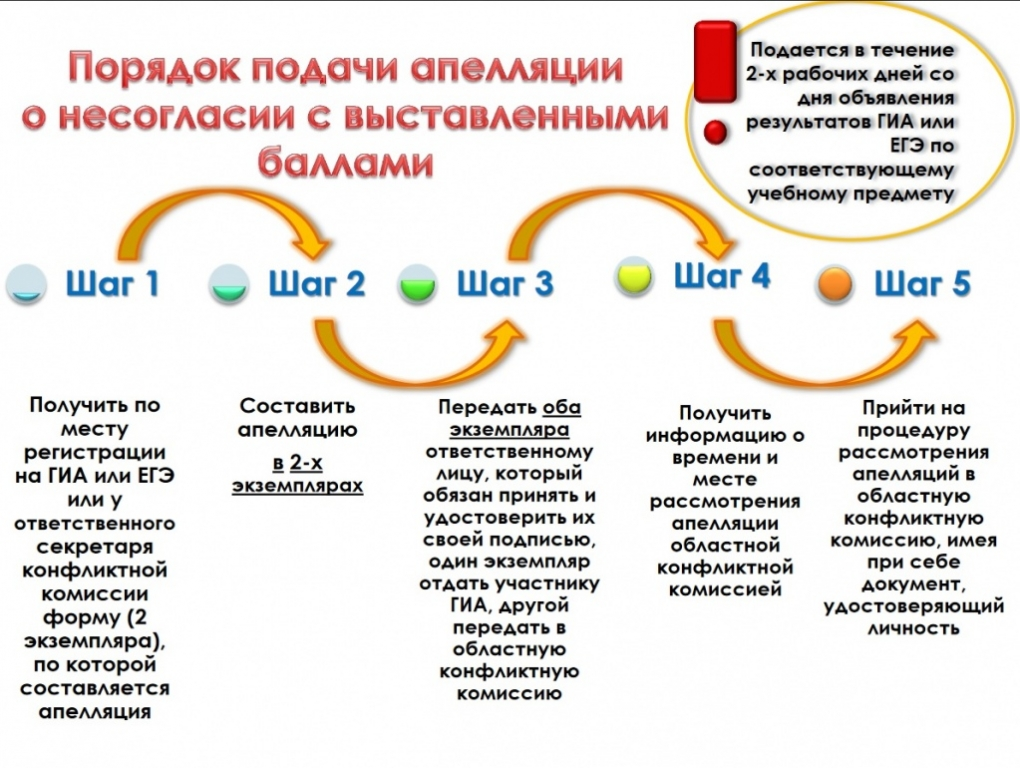 Порядок подачи апелляции
о несогласии с выставленными
баллами
Подается в течение
2-х рабочих дней со
дня объявления
результатов ГИА или
ЕГЭ по
соответствующему
учебному предмету
Шаг 1
Шаг 2
Шаг 3
Шаг 4
Шаг 5
Получить по
месту
регистрации
на ГИА или ЕГЭ
или у
ответственного
секретаря
конфликтной
комиссии
форму (2
экземпляра),
по которой
составляется
апелляция
Составить
апелляцию
в 2-х
экземплярах
Передать оба
экземпляра
ответственному
лицу, который
обязан принять и
удостоверить их
своей подписью,
один экземпляр
отдать участнику
ГИА, другой
передать в
областную
конфликтную
комиссию
Получить
информацию о
времени и
месте
рассмотрения
апелляции
областной
конфликтной
комиссией
Прийти на
процедуру
рассмотрения
апелляций в
областную
конфликтную
комиссию, имея
при себе
документ,
удостоверяющий
личность